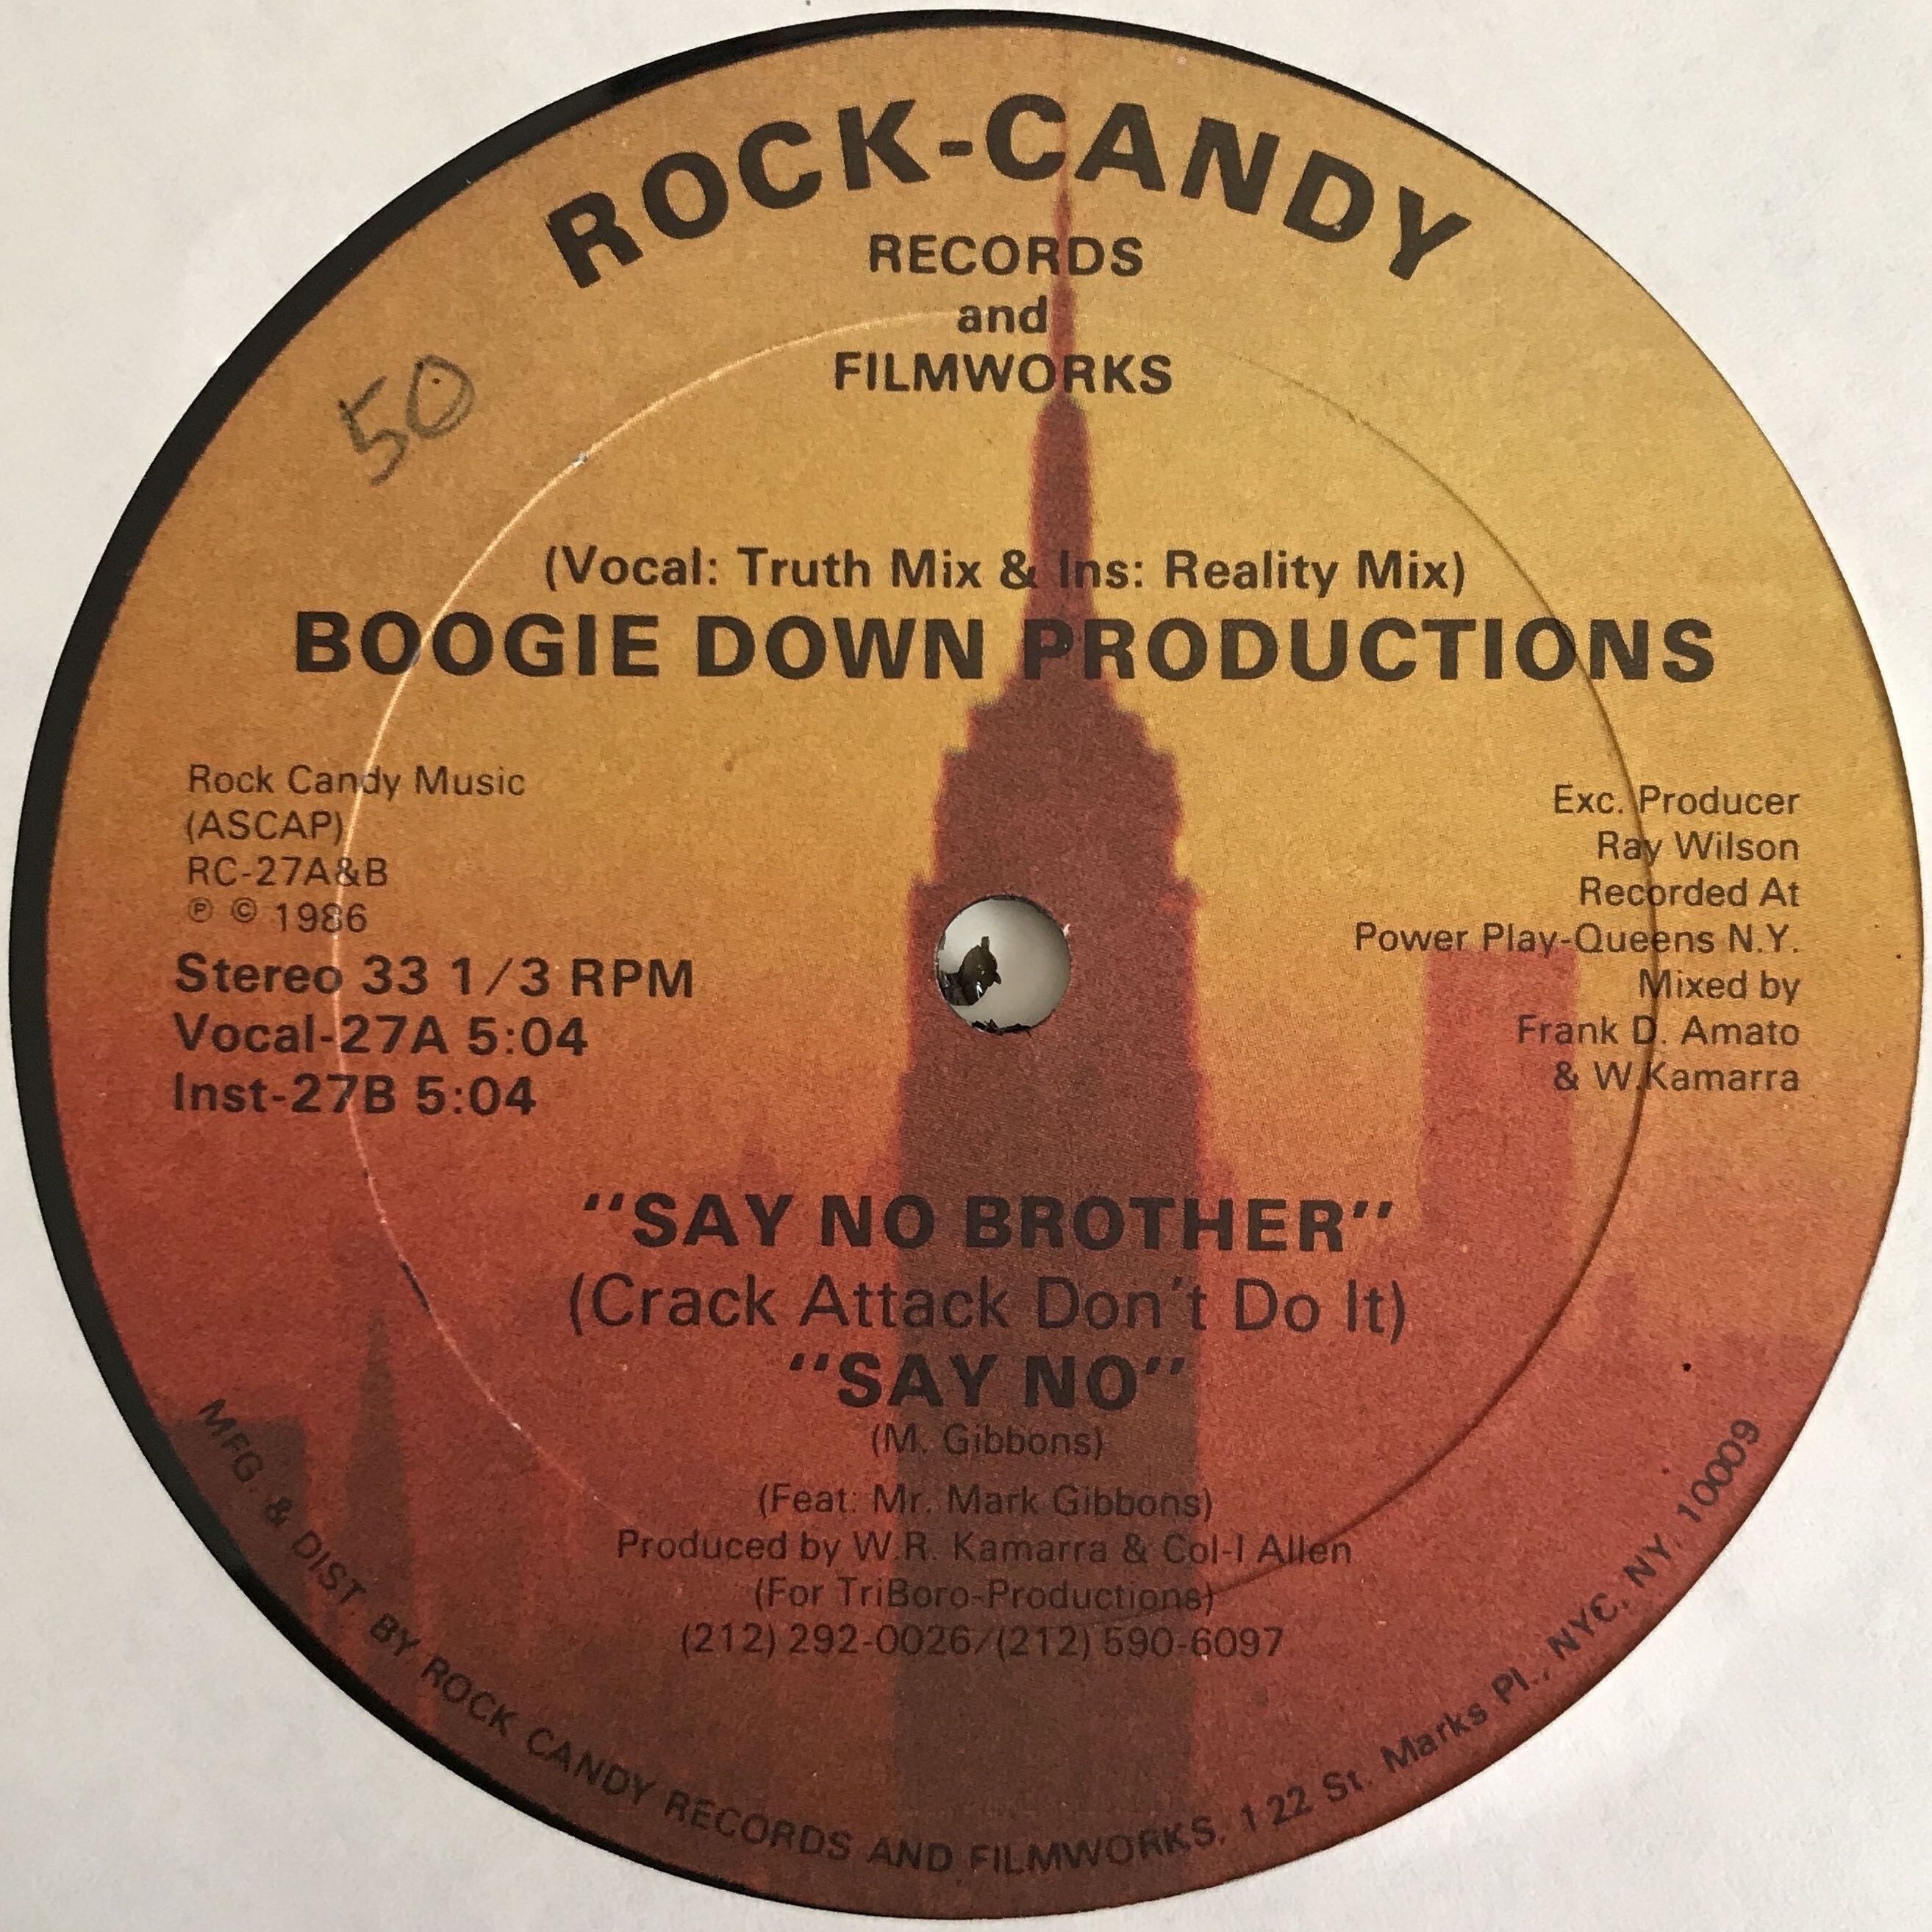 ROCK-CANDY
RECORDS
and
FILMWORKS
50
(Vocal: Truth Mix & Ins: Reality Mix)
BOOGIE DOWN PRODUCTIONS
Rock Candy Music
(ASCAP)
RC-27A&B
℗ © 1986
Stereo 33 1/3 RPM
Vocal-27A 5:04
Inst-27B 5:04
Exc. Producer
Ray Wilson
Recorded At
Power Play-Queens N.Y.
Mixed by
Frank D. Amato
& W.Kamarra
"SAY NO BROTHER"
(Crack Attack Don't Do It)
"SAY NO"
(M. Gibbons)
(Feat: Mr. Mark Gibbons)
Produced by W.R. Kamarra & Col-I Allen
(For TriBoro-Productions)
(212) 292-0026/(212) 590-6097
MFG. & DIST. BY ROCK CANDY RECORDS AND FILMWORKS, 122 St. Marks Pl., NYC, NY. 10009